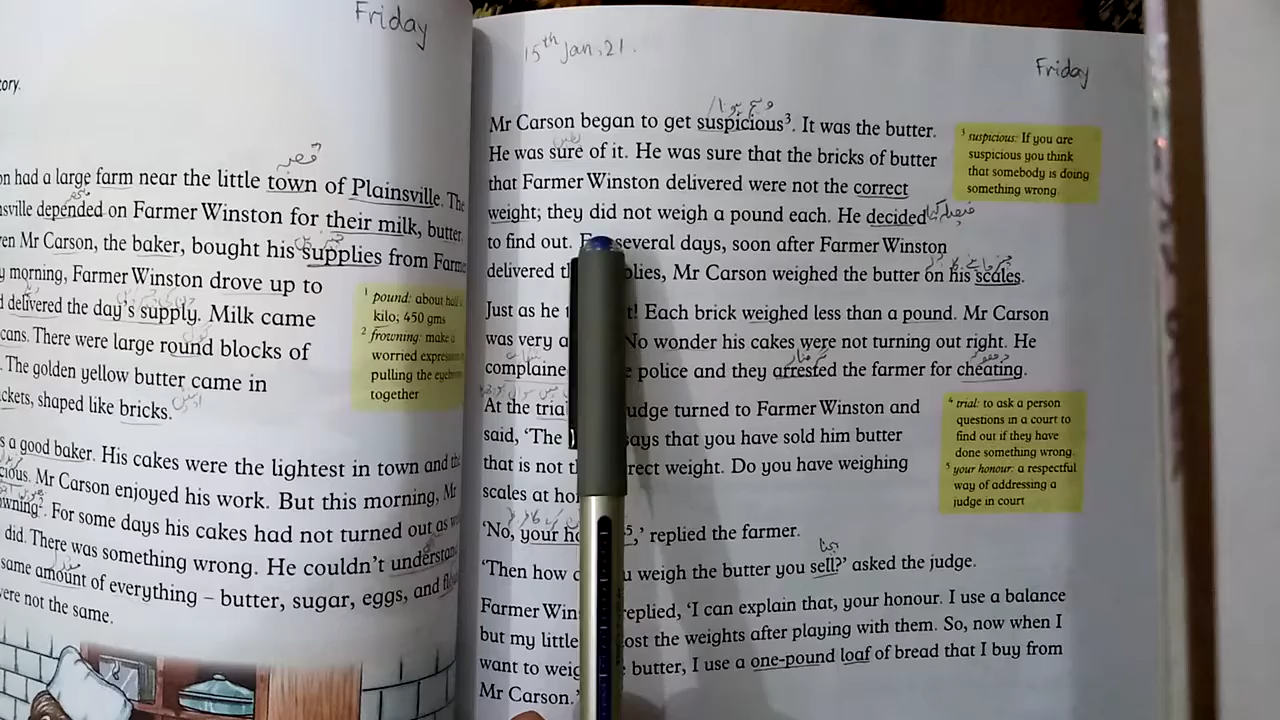 Friday
ory.
on had a large farm near the little town of Plainsville. The
nsville depended on Farmer Winston for their milk, butter,
en Mr Carson, the baker, bought his supplies from Farme
y morning, Farmer Winston drove up to
d delivered the day's supply. Milk came
cans. There were large round blocks of
. The golden yellow butter came in
ckets, shaped like bricks.
1 pound: about half
kilo; 450 gms
2 frowning: make a
worried expression
pulling the eyebr
together
s a good baker. His cakes were the lightest in town and the
cious. Mr Carson enjoyed his work. But this morning, Mr
wning2. For some days his cakes had not turned out as w
did. There was something wrong. He couldn't understan
same amount of everything – butter, sugar, eggs, and flo
were not the same.
15th Jan, 21.
Friday
Mr Carson began to get suspicious3. It was the butter.
He was sure of it. He was sure that the bricks of butter
that Farmer Winston delivered were not the correct
weight; they did not weigh a pound each. He decided
to find out. several days, soon after Farmer Winston
delivered plies, Mr Carson weighed the butter on his scales.
3 suspicious: If you are
suspicious you think
that somebody is doing
something wrong.
Just as he t! Each brick weighed less than a pound. Mr Carson
was very No wonder his cakes were not turning out right. He
complaine police and they arrested the farmer for cheating.
At the tria udge turned to Farmer Winston and
said, 'The ays that you have sold him butter
that is not rect weight. Do you have weighing
scales at ho
4 trial: to ask a person
questions in a court to
find out if they have
done something wrong.
5 your honour: a respectful
way of addressing a
judge in court
'No, your ho 5,' replied the farmer.
'Then how u weigh the butter you sell?' asked the judge.
Farmer Win replied, 'I can explain that, your honour. I use a balance
but my little ost the weights after playing with them. So, now when I
want to weig butter, I use a one-pound loaf of bread that I buy from
Mr Carson.'